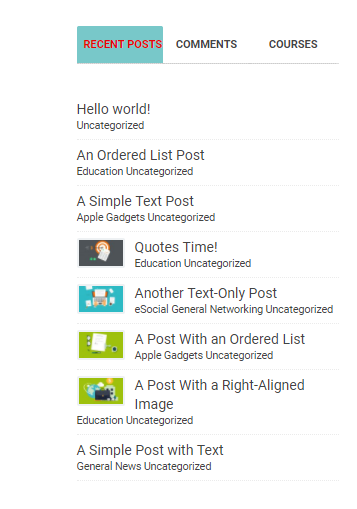 RECENT POSTS COMMENTS COURSES
Hello world!
Uncategorized
An Ordered List Post
Education Uncategorized
A Simple Text Post
Apple Gadgets Uncategorized
Quotes Time!
Education Uncategorized
Another Text-Only Post
eSocial General Networking Uncategorized
A Post With an Ordered List
Apple Gadgets Uncategorized
A Post With a Right-Aligned
Image
Education Uncategorized
A Simple Post with Text
General News Uncategorized